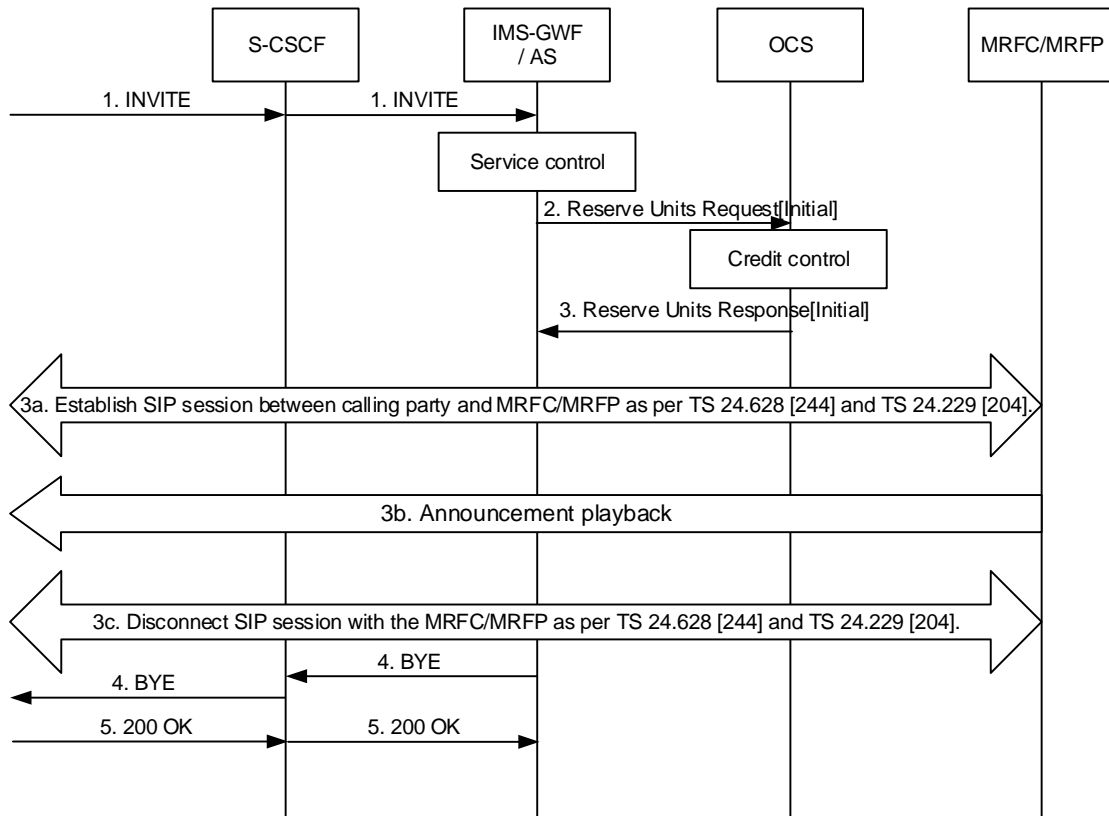 S-CSCF
IMS-GWF
/ AS
OCS
MRFC/MRFP
1. INVITE
1. INVITE
Service control
2. Reserve Units Request[Initial]
Credit control
3. Reserve Units Response[Initial]
3a. Establish SIP session between calling party and MRFC/MRFP as per TS 24.628 [244] and TS 24.229 [204].
3b. Announcement playback
3c. Disconnect SIP session with the MRFC/MRFP as per TS 24.628 [244] and TS 24.229 [204].
4. BYE
4. BYE
5. 200 OK
5. 200 OK